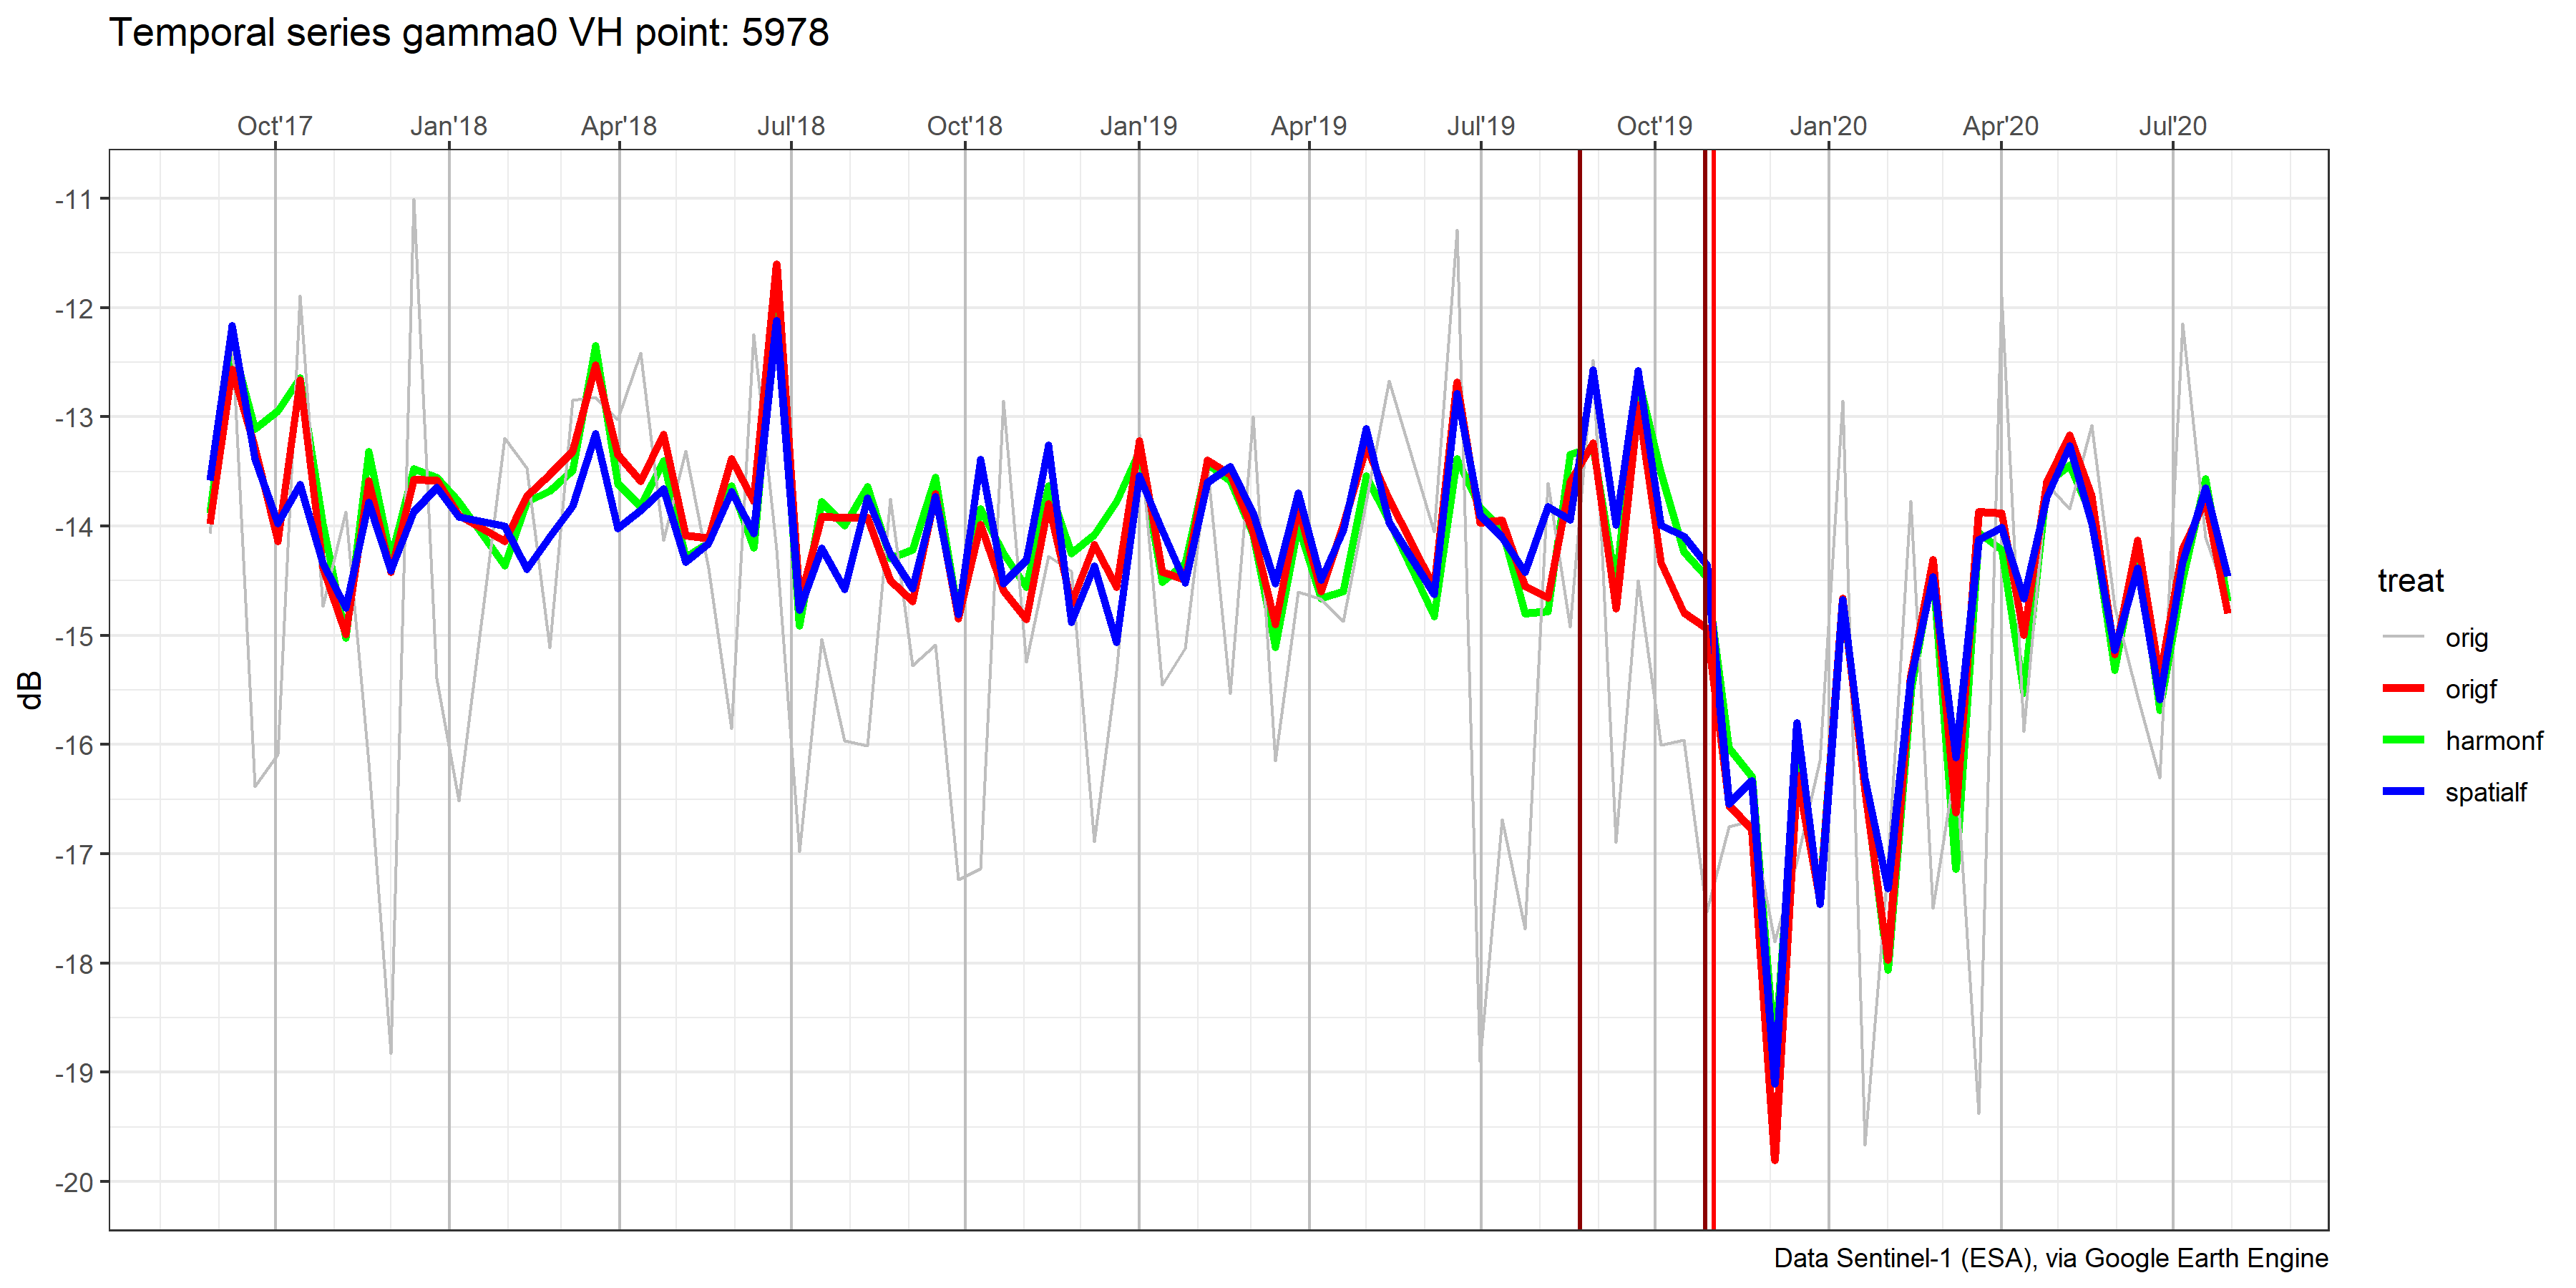 Temporal series gamma0 VH point: 5978
Oct'17 Jan'18 Apr'18 Jul'18 Oct'18 Jan'19 Apr'19 Jul'19 Oct'19 Jan'20 Apr'20 Jul'20
-11
-12
-13
-14
-15
-16
-17
-18
-19
-20
dB
treat
orig
origf
harmonf
spatialf
Data Sentinel-1 (ESA), via Google Earth Engine